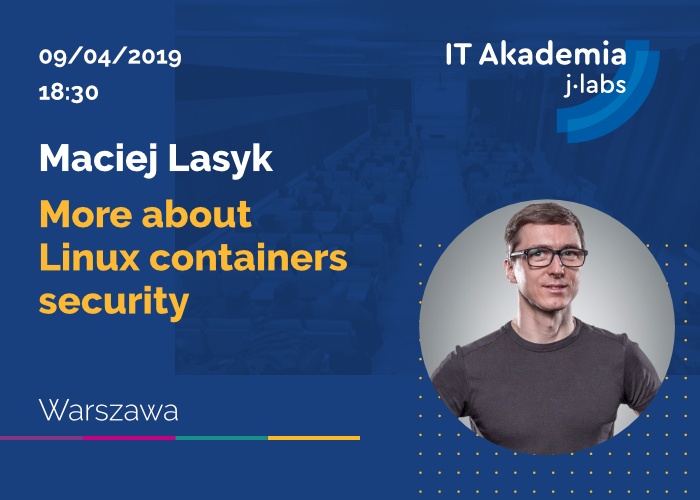 09/04/2019
18:30
IT Akademia
j·labs
Maciej Lasyk
More about
Linux containers
security
Warszawa